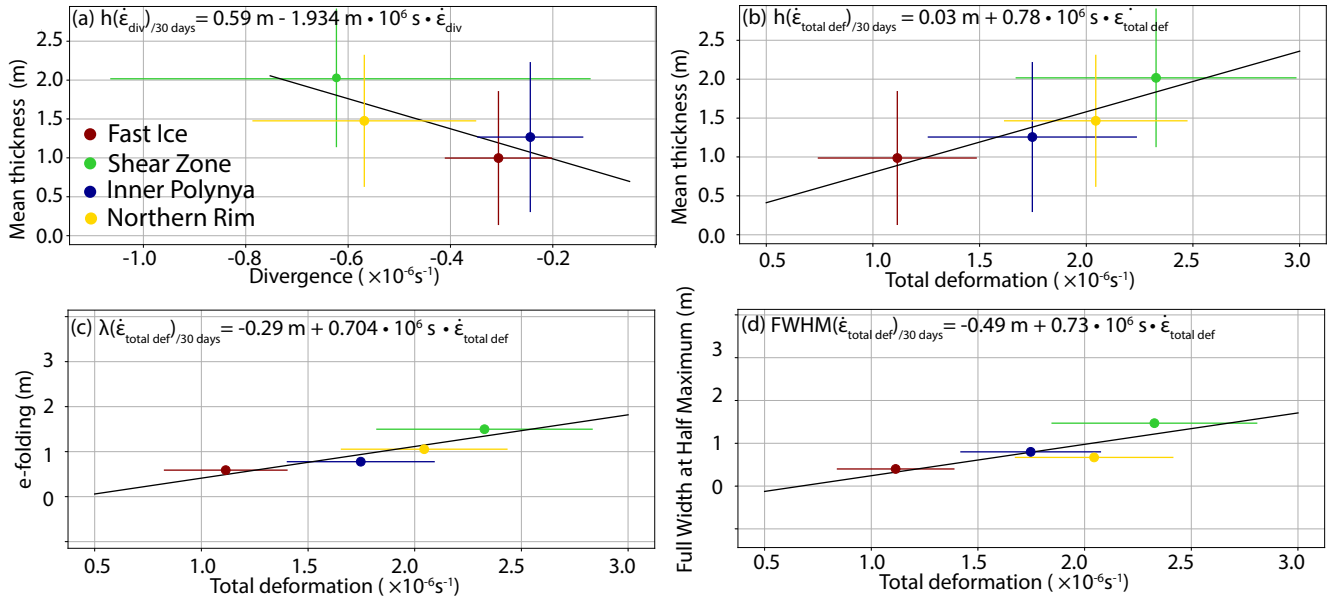 (a) h(ε̇div)/30 days = 0.59 m - 1.934 m • 10⁶ s • ε̇div
2.5
2.0
1.5
1.0
0.5
0.0
Mean thickness (m)
Fast Ice
Shear Zone
Inner Polynya
Northern Rim
-1.0
-0.6
-0.4
-0.2
Divergence ( ×10⁻⁶s⁻¹)
(b) h(ε̇total def)/30 days = 0.03 m + 0.78 • 10⁶ s • ε̇total def
2.5
2.0
1.5
1.0
0.5
0.0
Mean thickness (m)
0.5
1.0
1.5
2.0
2.5
3.0
Total deformation ( ×10⁻⁶s⁻¹)
(c) λ(ε̇total def)/30 days = -0.29 m + 0.704 • 10⁶ s • ε̇total def
3
2
1
0
e-folding (m)
0.5
1.0
1.5
2.0
2.5
3.0
Total deformation ( ×10⁻⁶s⁻¹)
(d) FWHM(ε̇total def)/30 days = -0.49 m + 0.73 • 10⁶ s • ε̇total def
3
2
1
0
Full Width at Half Maximum (m)
0.5
1.0
1.5
2.0
2.5
3.0
Total deformation ( ×10⁻⁶s⁻¹)